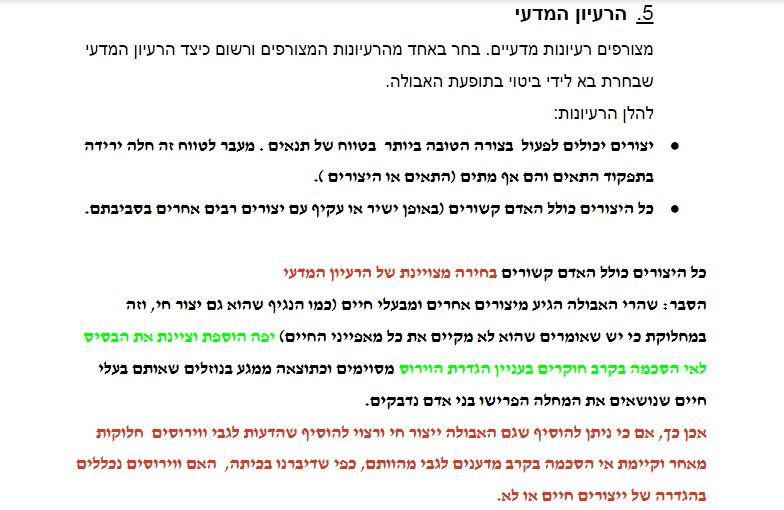 5. הרעיון המדעי
מצורפים רעיונות מדעיים. בחר באחד מהרעיונות המצורפים ורשום כיצד הרעיון המדעי
שבחרת בא לידי ביטוי בתופעת האבולה.
להלן הרעיונות:
● יצורים יכולים לפעול בצורה הטובה ביותר בטווח של תנאים . מעבר לטווח זה חלה ירידה
בתפקוד התאים והם אף מתים (התאים או היצורים ).
● כל היצורים כולל האדם קשורים (באופן ישיר או עקיף עם יצורים רבים אחרים בסביבתם.
כל היצורים כולל האדם קשורים בחירה מצויינת של הרעיון המדעי
הסבר: שהרי האבולה הגיע מיצורים אחרים ומבעלי חיים (כמו הנגיף שהוא גם יצור חי, וזה
במחלוקת כי יש שאומרים שהוא לא מקיים את כל מאפייני החיים) יפה הוספת וציינת את הבסיס
לאי הסכמה בקרב חוקרים בעניין הגדרת הוירוס מסוימים וכתוצאה ממגע בנוזלים שאותם בעלי
חיים שנושאים את המחלה הפרישו בני אדם נדבקים.
אכן כך, אם כי ניתן להוסיף שגם האבולה ייצור חי ורצוי להוסיף שהדעות לגבי ווירוסים חלוקות
מאחר וקיימת אי הסכמה בקרב מדענים לגבי מהוותם, כפי שדיברנו בכיתה, האם ווירוסים נכללים
בהגדרה של ייצורים חיים או לא.